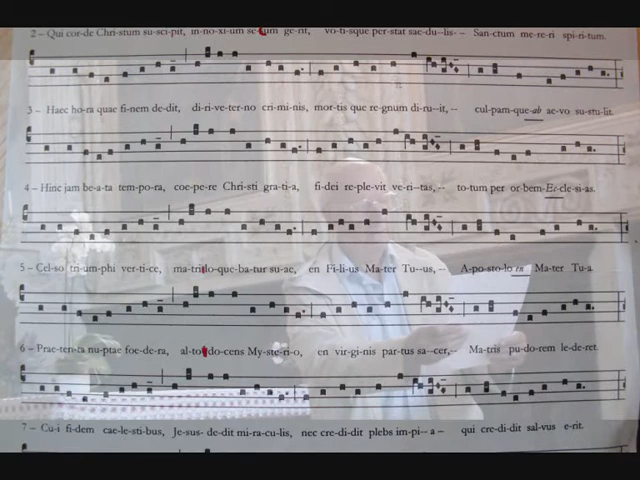 2 – Qui cor-de Chri-stum su-sci-pit, in-no-xi-um se-um ge-rit, vo-ti-sque per-stat sae-du--lis- – San-ctum me-re-ri spi-ri-tum.
3 – Haec ho-ra quae fi-nem de-dit, di-ri-ve-ter-no cri-mi-nis, mor-tis que re-gnum di-ru--it, -- cul-pam-que-ab ae-vo su-stu-lit.
4 – Hinc jam be-a-ta tem-po-ra, coe-pe-re Chri-sti gra-ti-a, fi-dei re-ple-vit ve-ri--tas, -- to-tum per or-bem-Ec-cle-si-as.
5 – Cel-so tri-um-phi ver-ti-ce, ma-tri lo-que-ba-tur su-ae, en Fi-li-us Ma-ter Tu--us, -- A-po-sto-lo in Ma-ter Tu-a
6 – Prae-ten-ta nu-ptae foe-de-ra, al-to do-cens My-ste-ri-o, en vir-gi-nis par-tus sa--cer,-- Ma-tris pu-do-rem le-de-ret.
7 – Cu-i fi-dem cae-le-sti-bus, Je-sus- de-dit mi-ra-cu-lis, nec cre-di-dit plebs im-pi-- a – qui cre-di-dit sal-vus e-rit.